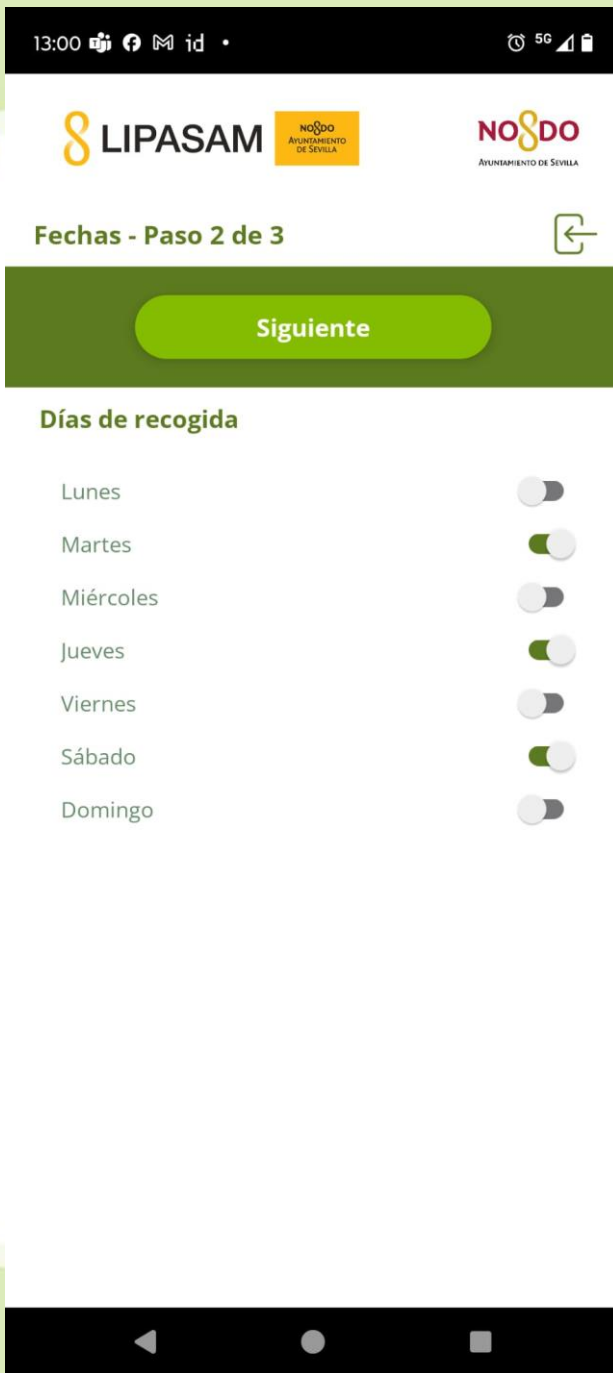 13:00 id
5G
LIPASAM
NO8DO
AYUNTAMIENTO
DE SEVILLA
NO8DO
AYUNTAMIENTO DE SEVILLA
Fechas - Paso 2 de 3
Siguiente
Días de recogida
Lunes
Martes
Miércoles
Jueves
Viernes
Sábado
Domingo